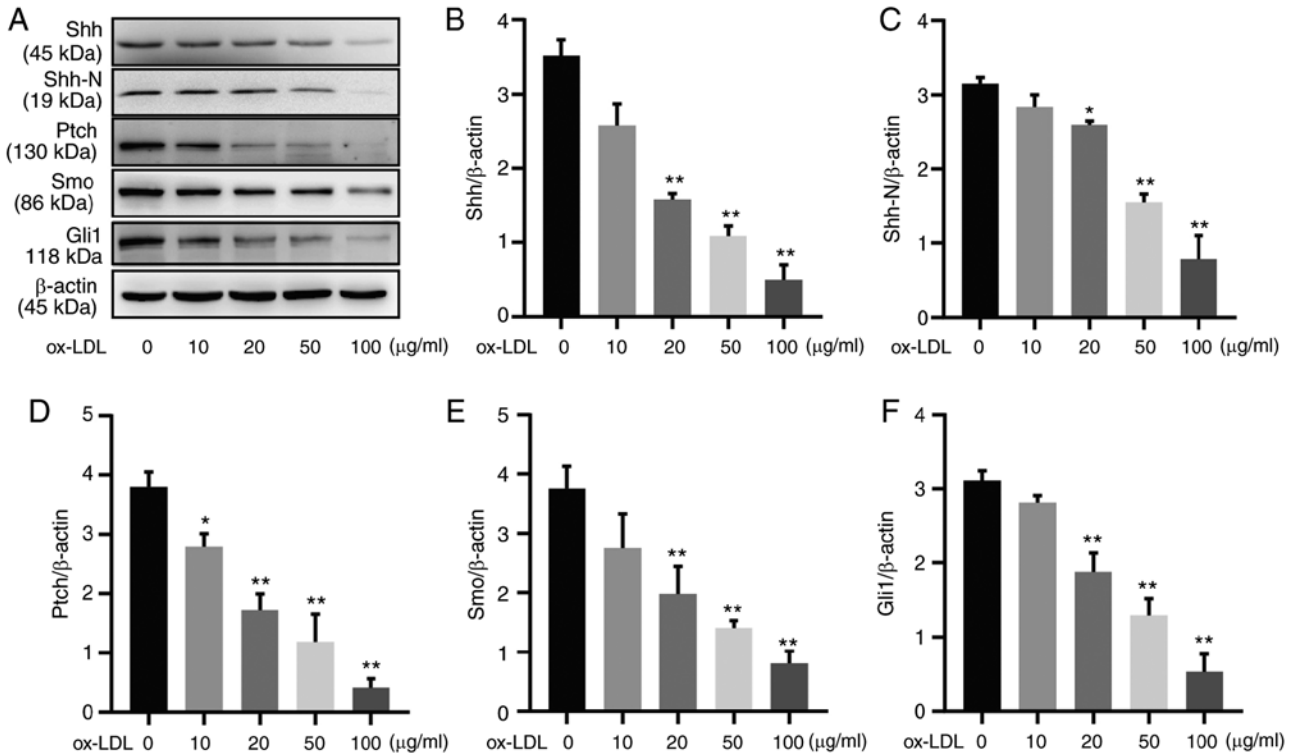 A
Shh
(45 kDa)
Shh-N
(19 kDa)
Ptch
(130 kDa)
Smo
(86 kDa)
Gli1
118 kDa
β-actin
(45 kDa)
ox-LDL 0 10 20 50 100 (μg/ml)
B
Shh/β-actin
4
3
2
1
0
** ** **
ox-LDL 0 10 20 50 100 (μg/ml)
C
Shh-N/β-actin
4
3
2
1
0
* ** **
ox-LDL 0 10 20 50 100 (μg/ml)
D
Ptch/β-actin
5
4
3
2
1
0
* ** ** **
ox-LDL 0 10 20 50 100 (μg/ml)
E
Smo/β-actin
5
4
3
2
1
0
** ** **
ox-LDL 0 10 20 50 100 (μg/ml)
F
Gli1/β-actin
4
3
2
1
0
** ** **
ox-LDL 0 10 20 50 100 (μg/ml)